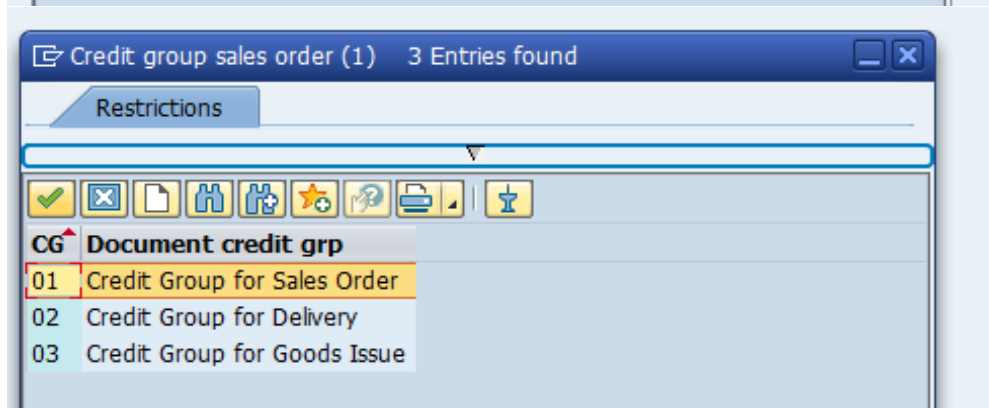 Credit group sales order (1) 3 Entries found
Restrictions
CG Document credit grp
01 Credit Group for Sales Order
02 Credit Group for Delivery
03 Credit Group for Goods Issue